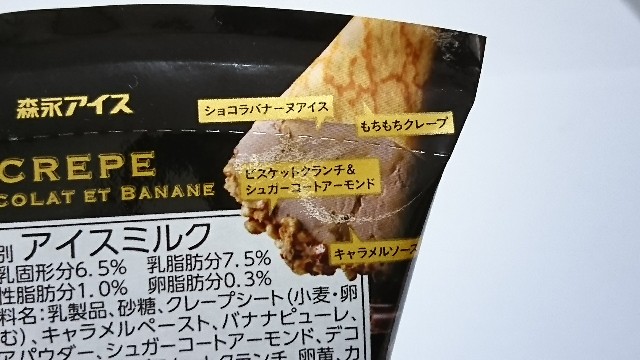 森永アイス
ショコラバナーヌアイス
もちもちクレープ
CREPE
COLAT ET BANANE
ビスケットクランチ&
シュガーコートアーモンド
キャラメルソース
別 アイスミルク
乳固形分6.5% 乳脂肪分7.5%
性脂肪分1.0% 卵脂肪分0.3%
料名:乳製品、砂糖、クレープシート(小麦・卵
む)、キャラメルペースト、バナナピューレ、
アパウダー、シュガーコートアーモンド、デコ
卵黄、カ